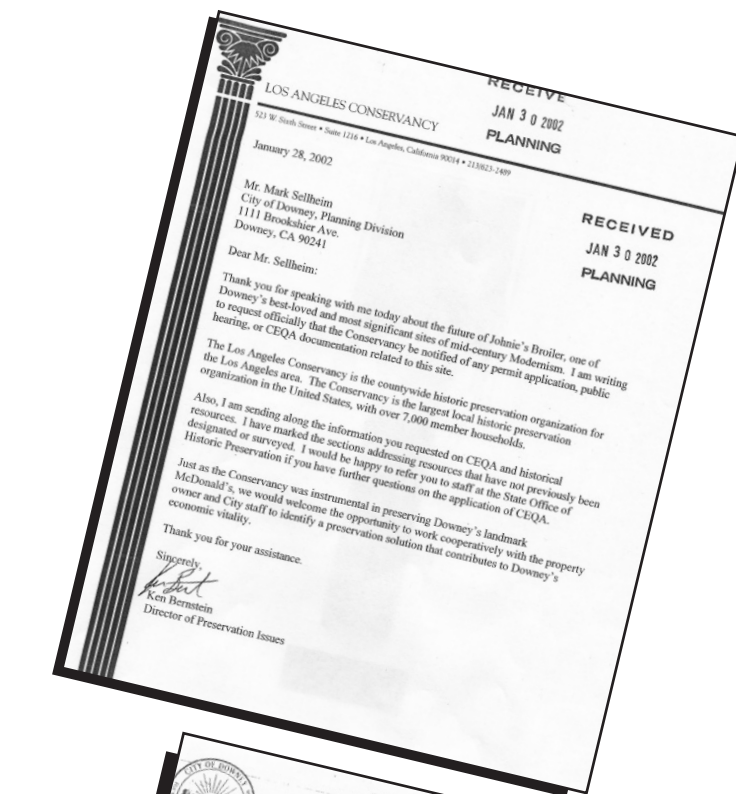 LOS ANGELES CONSERVANCY
523 W. Sixth Street • Suite 1216 • Los Angeles, California 90014 • 213/623-2489
RECEIVE
JAN 30 2002
PLANNING
January 28, 2002
RECEIVED
JAN 30 2002
PLANNING
Mr. Mark Sellheim
City of Downey, Planning Division
1111 Brookshier Ave.
Downey, CA 90241
Dear Mr. Sellheim:
Thank you for speaking with me today about the future of Johnie's Broiler, one of
Downey's best-loved and most significant sites of mid-century Modernism. I am writing
to request officially that the Conservancy be notified of any permit application, public
hearing, or CEQA documentation related to this site.
The Los Angeles Conservancy is the countywide historic preservation organization for
the Los Angeles area. The Conservancy is the largest local historic preservation
organization in the United States, with over 7,000 member households.
Also, I am sending along the information you requested on CEQA and historical
resources. I have marked the sections addressing resources that have not previously been
designated or surveyed. I would be happy to refer you to staff at the State Office of
Historic Preservation if you have further questions on the application of CEQA.
Just as the Conservancy was instrumental in preserving Downey's landmark
McDonald's, we would welcome the opportunity to work cooperatively with the property
owner and City staff to identify a preservation solution that contributes to Downey's
economic vitality.
Thank you for your assistance.
Sincerely,
Ken Bernstein
Director of Preservation Issues
CITY OF DOWNEY